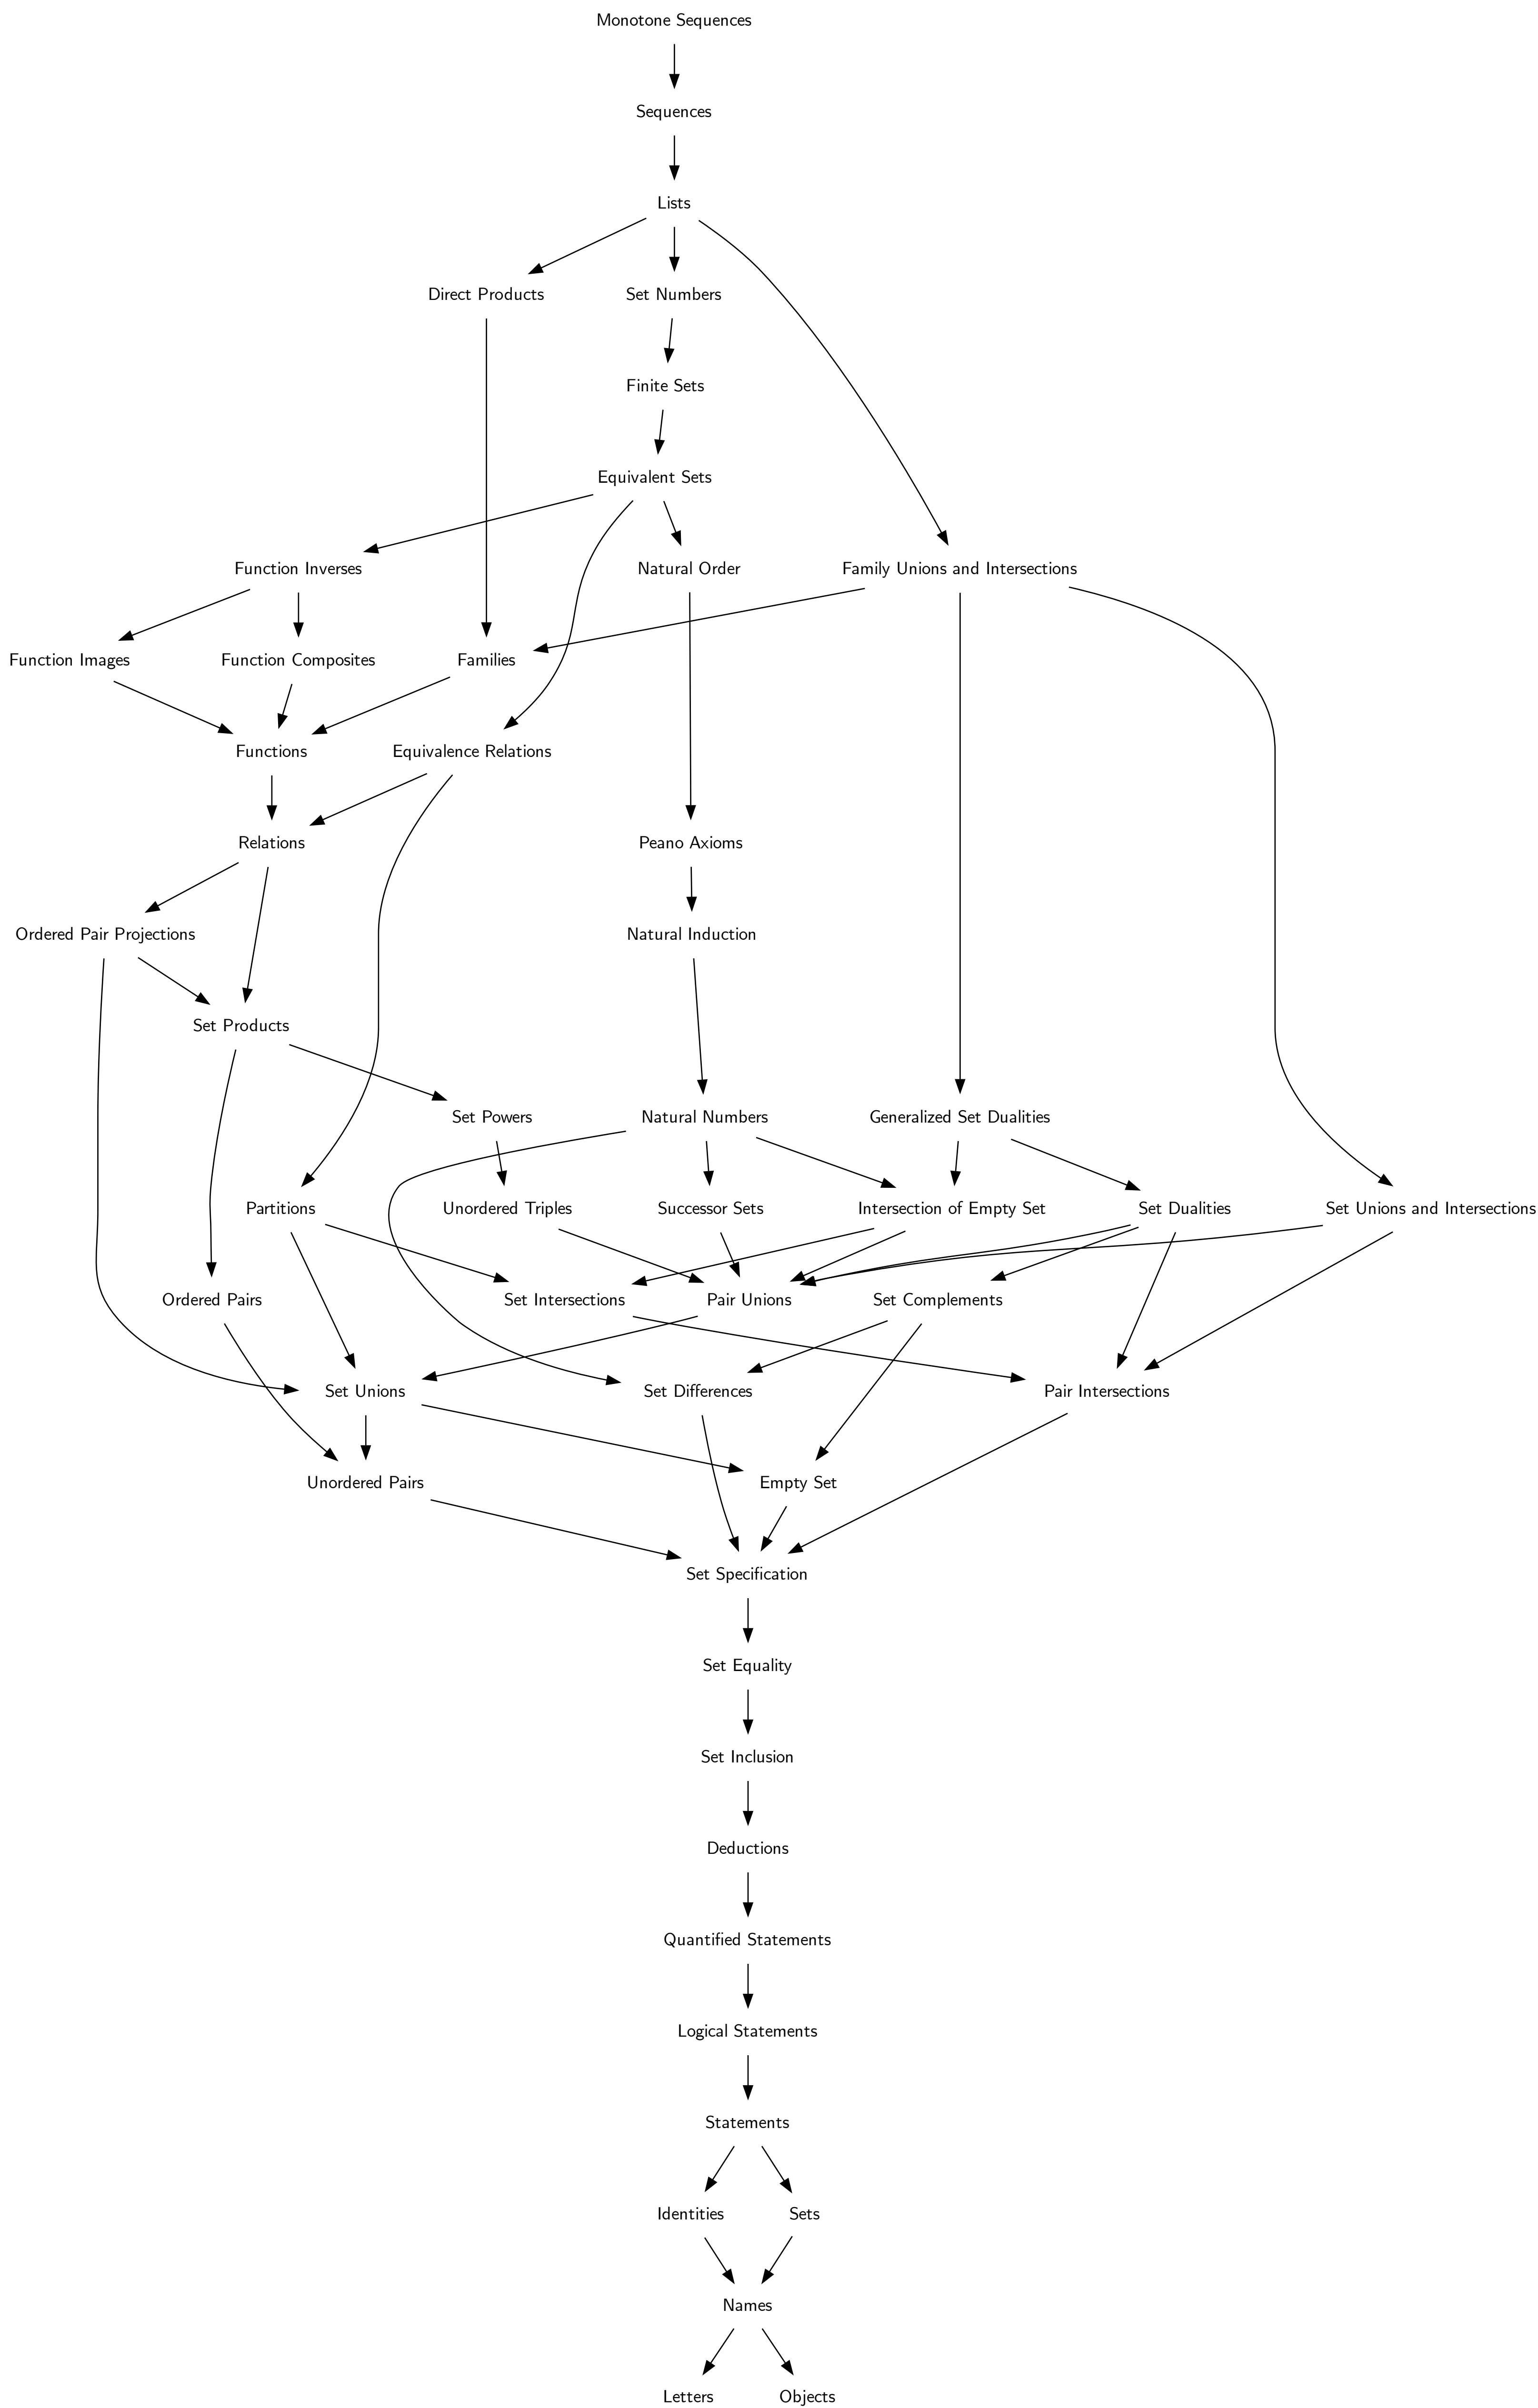 Monotone Sequences
Sequences
Lists
Direct Products
Set Numbers
Finite Sets
Equivalent Sets
Function Inverses
Natural Order
Family Unions and Intersections
Function Images
Function Composites
Families
Functions
Equivalence Relations
Relations
Peano Axioms
Ordered Pair Projections
Natural Induction
Set Products
Set Powers
Natural Numbers
Generalized Set Dualities
Partitions
Unordered Triples
Successor Sets
Intersection of Empty Set
Set Dualities
Set Unions and Intersections
Ordered Pairs
Set Intersections
Pair Unions
Set Complements
Set Unions
Set Differences
Pair Intersections
Unordered Pairs
Empty Set
Set Specification
Set Equality
Set Inclusion
Deductions
Quantified Statements
Logical Statements
Statements
Identities
Sets
Names
Letters
Objects